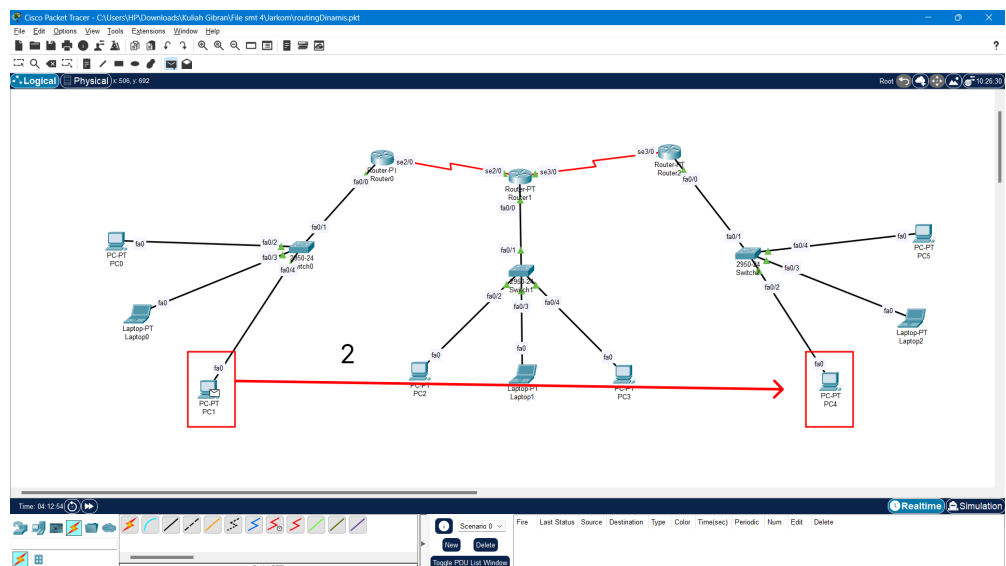 Cisco Packet Tracer - C:\Users\HP\Downloads\Kuliah Gibran\File smt 4\Jarkom\routingDinamis.pkt
File Edit Options View Tools Extensions Window Help
?
Logical Physical x: 506, y: 692
Root 10:26:30
se2/0
Router-PT
Router0
fa0/0
se2/0
se3/0
Router-PT
Router1
fa0/0
se3/0
Router-PT
Router2
fa0/0
fa0/1
fa0/2
fa0/3
fa0/4
2950-24
fa0
PC-PT
PC0
fa0
Laptop-PT
Laptop0
fa0
PC-PT
PC1
2
fa0/1
2950-24
Switch1
fa0/2
fa0/3
fa0/4
fa0
PC-PT
PC2
fa0
Laptop-PT
Laptop1
fa0
PC-PT
PC3
fa0/1
fa0/4
2950-24
fa0/3
fa0/2
fa0
PC-PT
PC5
fa0
Laptop-PT
Laptop2
fa0
PC-PT
PC4
Time: 04:12:54
Realtime Simulation
Scenario 0
New Delete
Toggle PDU List Window
Fire Last Status Source Destination Type Color Time(sec) Periodic Num Edit Delete